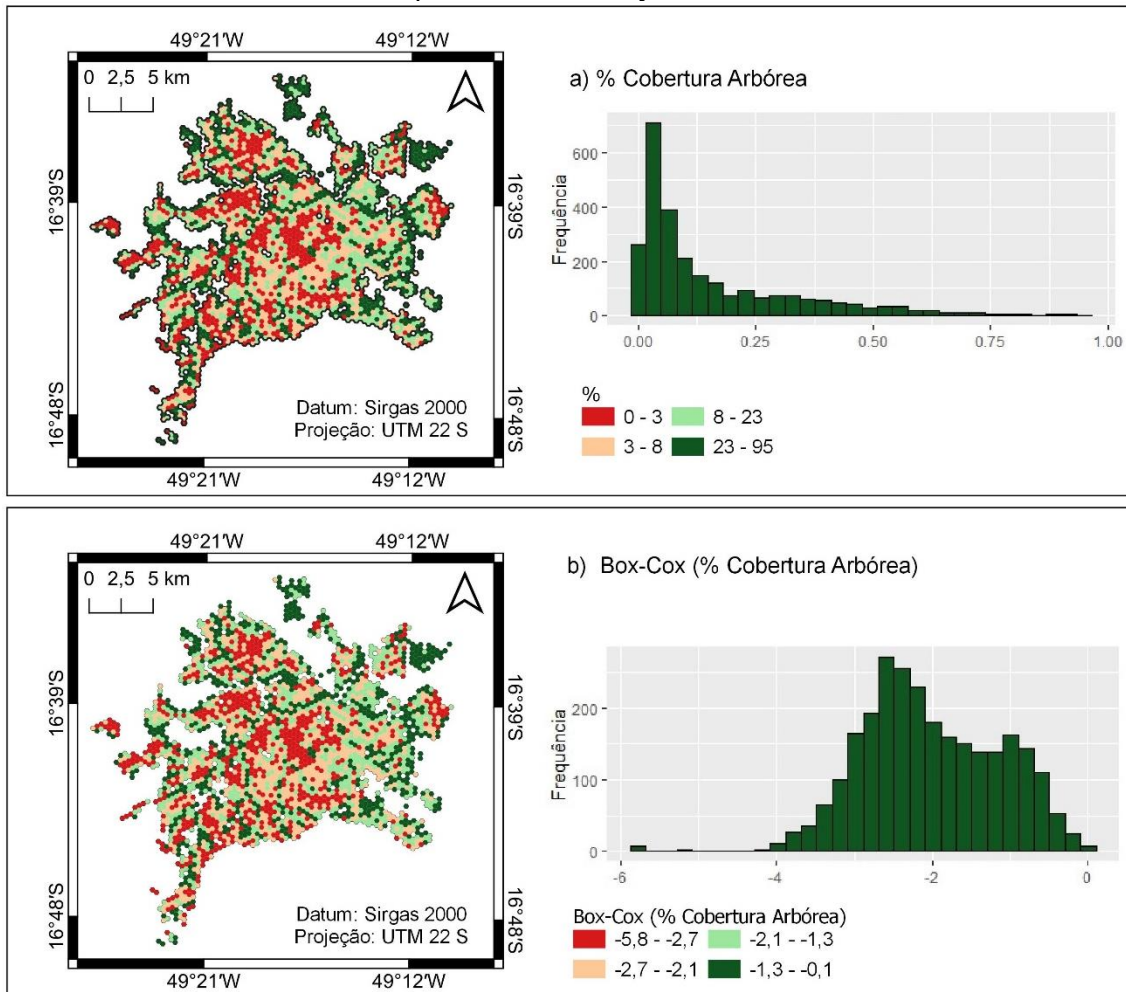 49°21'W 49°12'W
0 2,5 5 km
16°39'S
16°39'S
16°48'S
16°48'S
Datum: Sirgas 2000
Projeção: UTM 22 S
49°21'W 49°12'W
a) % Cobertura Arbórea
Frequência
600
400
200
0
0.00 0.25 0.50 0.75 1.00
%
0 - 3 8 - 23
3 - 8 23 - 95
49°21'W 49°12'W
0 2,5 5 km
16°39'S
16°39'S
16°48'S
16°48'S
Datum: Sirgas 2000
Projeção: UTM 22 S
49°21'W 49°12'W
b) Box-Cox (% Cobertura Arbórea)
Frequência
200
100
0
-6 -4 -2 0
Box-Cox (% Cobertura Arbórea)
-5,8 - -2,7 -2,1 - -1,3
-2,7 - -2,1 -1,3 - -0,1